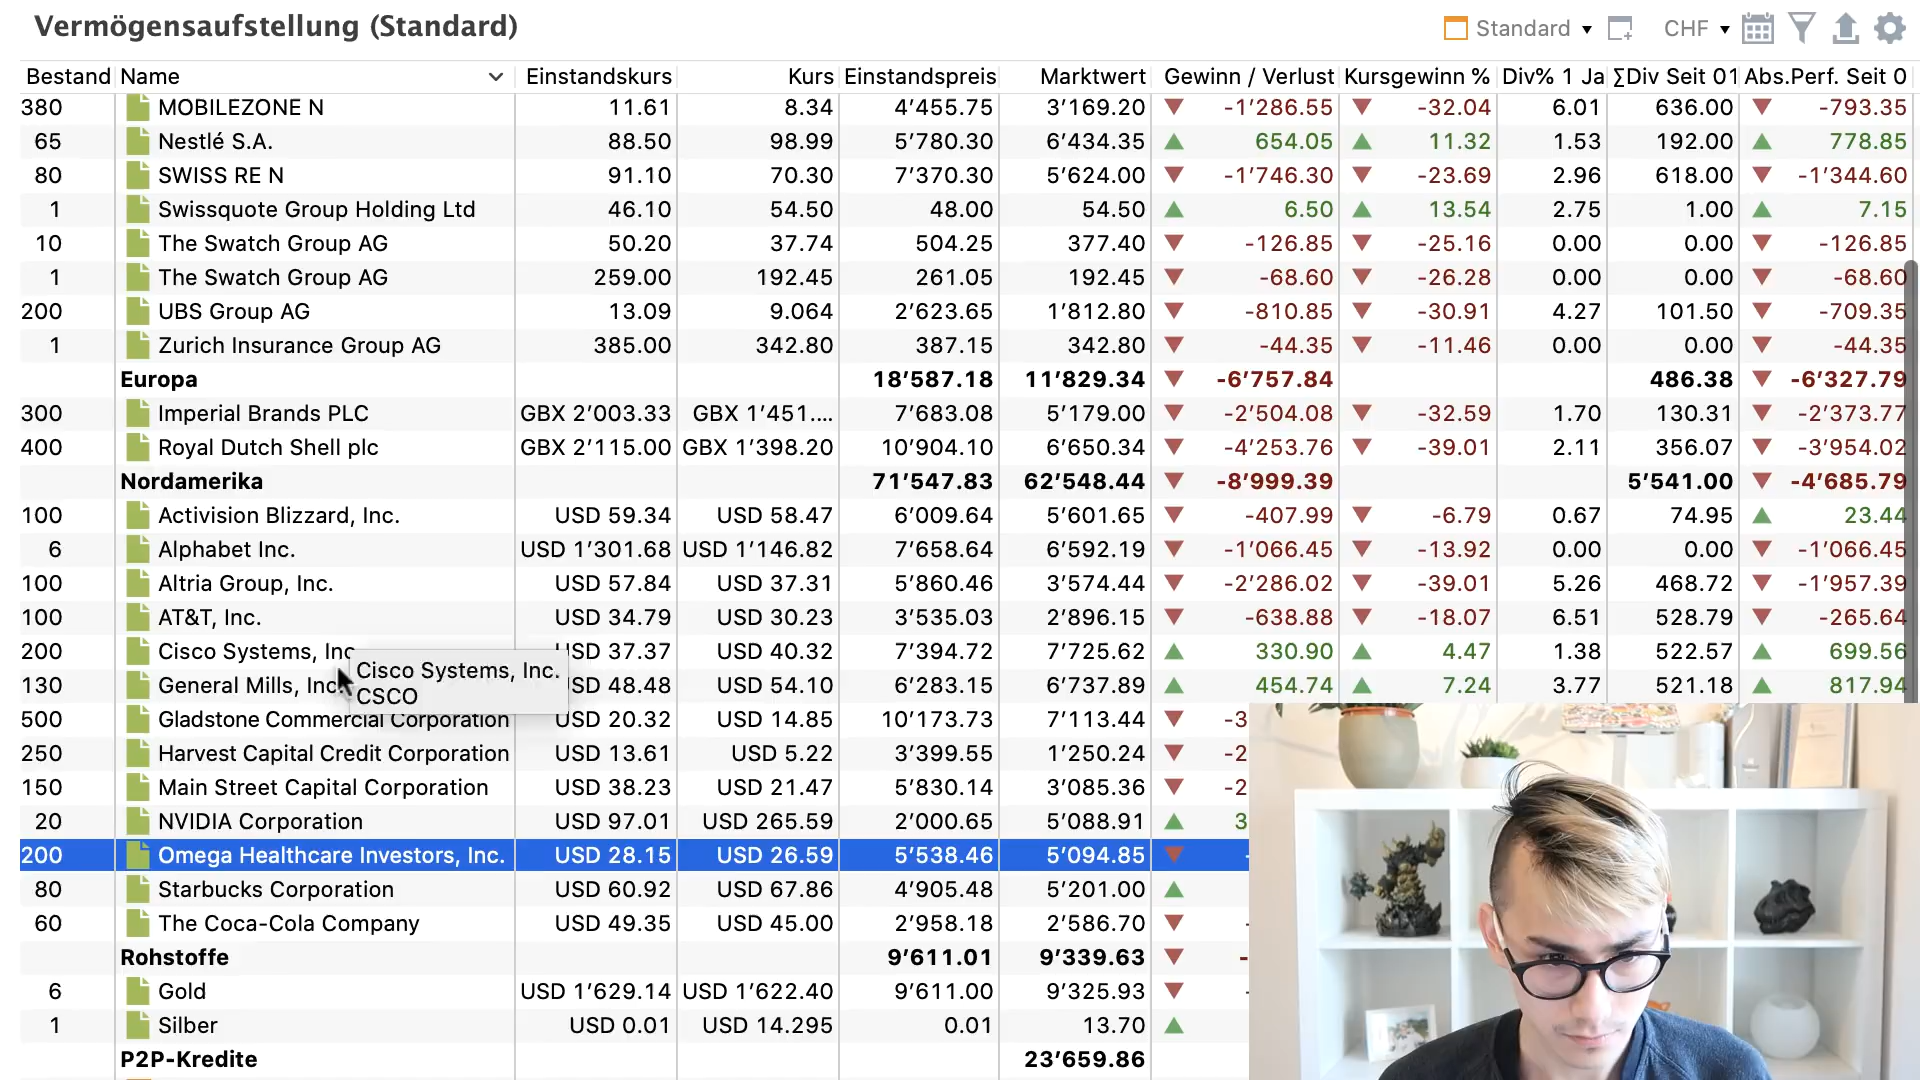 Vermögensaufstellung (Standard)
Standard CHF
Bestand Name Einstandskurs Kurs Einstandspreis Marktwert Gewinn / Verlust Kursgewinn % Div% 1 Ja ∑Div Seit 01 Abs.Perf. Seit 0
380 MOBILEZONE N 11.61 8.34 4’455.75 3’169.20 -1’286.55 -32.04 6.01 636.00 -793.35
65 Nestlé S.A. 88.50 98.99 5’780.30 6’434.35 654.05 11.32 1.53 192.00 778.85
80 SWISS RE N 91.10 70.30 7’370.30 5’624.00 -1’746.30 -23.69 2.96 618.00 -1’344.60
1 Swissquote Group Holding Ltd 46.10 54.50 48.00 54.50 6.50 13.54 2.75 1.00 7.15
10 The Swatch Group AG 50.20 37.74 504.25 377.40 -126.85 -25.16 0.00 0.00 -126.85
1 The Swatch Group AG 259.00 192.45 261.05 192.45 -68.60 -26.28 0.00 0.00 -68.60
200 UBS Group AG 13.09 9.064 2’623.65 1’812.80 -810.85 -30.91 4.27 101.50 -709.35
1 Zurich Insurance Group AG 385.00 342.80 387.15 342.80 -44.35 -11.46 0.00 0.00 -44.35
Europa 18’587.18 11’829.34 -6’757.84 486.38 -6’327.79
300 Imperial Brands PLC GBX 2’003.33 GBX 1’451.... 7’683.08 5’179.00 -2’504.08 -32.59 1.70 130.31 -2’373.77
400 Royal Dutch Shell plc GBX 2’115.00 GBX 1’398.20 10’904.10 6’650.34 -4’253.76 -39.01 2.11 356.07 -3’954.02
Nordamerika 71’547.83 62’548.44 -8’999.39 5’541.00 -4’685.79
100 Activision Blizzard, Inc. USD 59.34 USD 58.47 6’009.64 5’601.65 -407.99 -6.79 0.67 74.95 23.44
6 Alphabet Inc. USD 1’301.68 USD 1’146.82 7’658.64 6’592.19 -1’066.45 -13.92 0.00 0.00 -1’066.45
100 Altria Group, Inc. USD 57.84 USD 37.31 5’860.46 3’574.44 -2’286.02 -39.01 5.26 468.72 -1’957.39
100 AT&T, Inc. USD 34.79 USD 30.23 3’535.03 2’896.15 -638.88 -18.07 6.51 528.79 -265.64
200 Cisco Systems, Inc USD 37.37 USD 40.32 7’394.72 7’725.62 330.90 4.47 1.38 522.57 699.56
Cisco Systems, Inc.
CSCO
130 General Mills, Inc. SD 48.48 USD 54.10 6’283.15 6’737.89 454.74 7.24 3.77 521.18 817.94
500 Gladstone Commercial Corporation USD 20.32 USD 14.85 10’173.73 7’113.44 -3
250 Harvest Capital Credit Corporation USD 13.61 USD 5.22 3’399.55 1’250.24 -2
150 Main Street Capital Corporation USD 38.23 USD 21.47 5’830.14 3’085.36 -2
20 NVIDIA Corporation USD 97.01 USD 265.59 2’000.65 5’088.91 3
200 Omega Healthcare Investors, Inc. USD 28.15 USD 26.59 5’538.46 5’094.85 -
80 Starbucks Corporation USD 60.92 USD 67.86 4’905.48 5’201.00
60 The Coca-Cola Company USD 49.35 USD 45.00 2’958.18 2’586.70 -
Rohstoffe 9’611.01 9’339.63 -
6 Gold USD 1’629.14 USD 1’622.40 9’611.00 9’325.93 -
1 Silber USD 0.01 USD 14.295 0.01 13.70
P2P-Kredite 23’659.86